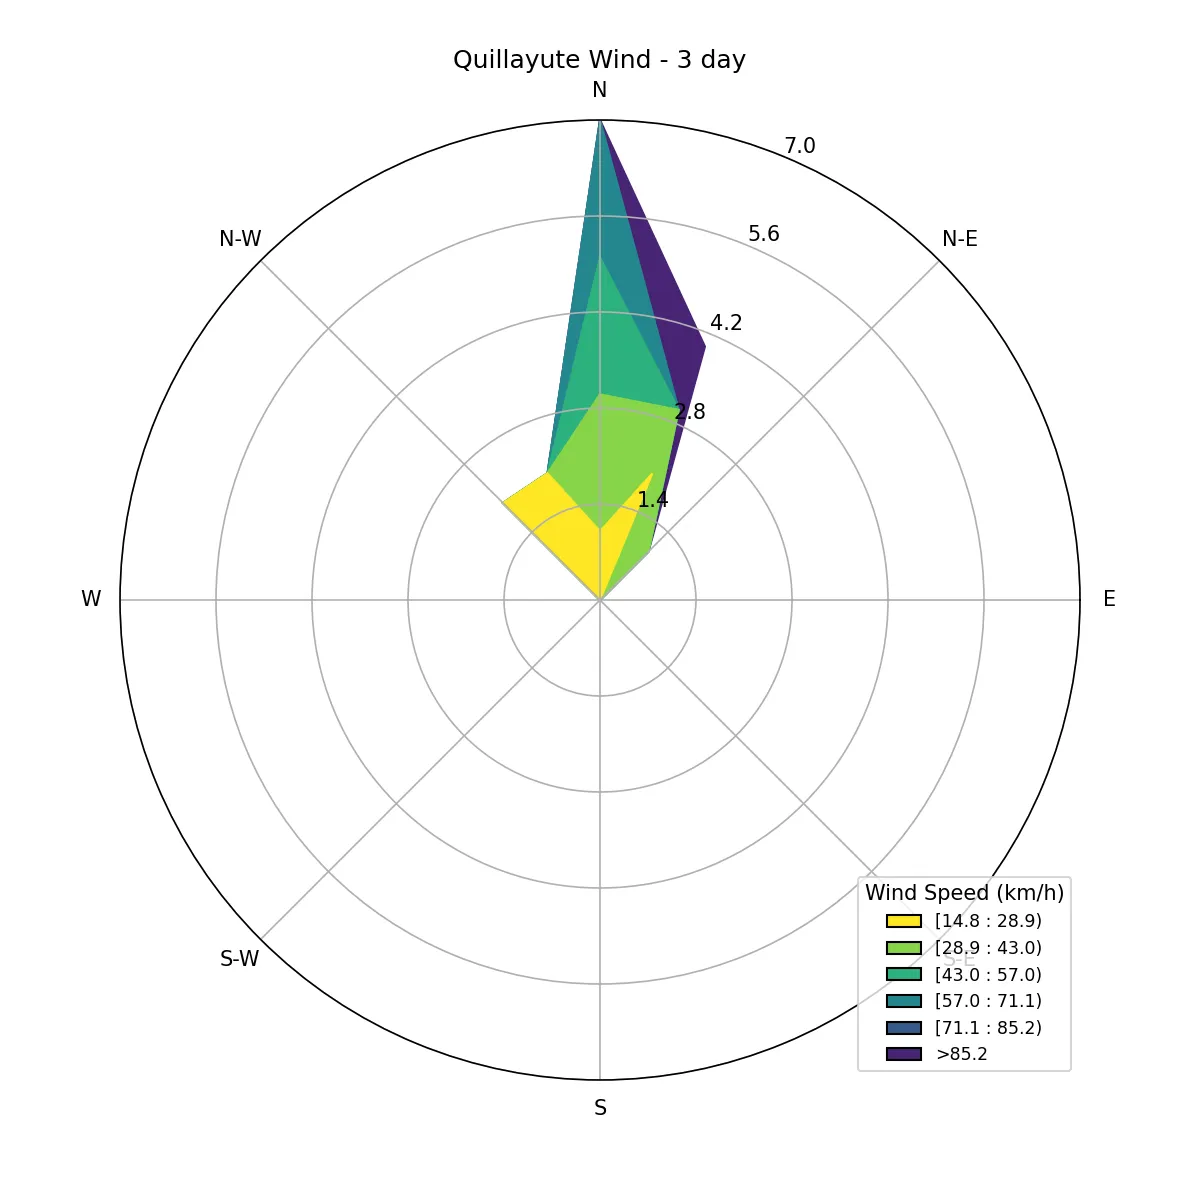 Quillayute Wind - 3 day
N
7.0
N-W
5.6
N-E
4.2
2.8
1.4
W
E
Wind Speed (km/h)
[14.8 : 28.9)
[28.9 : 43.0)
S-W
S-E
[43.0 : 57.0)
[57.0 : 71.1)
[71.1 : 85.2)
>85.2
S